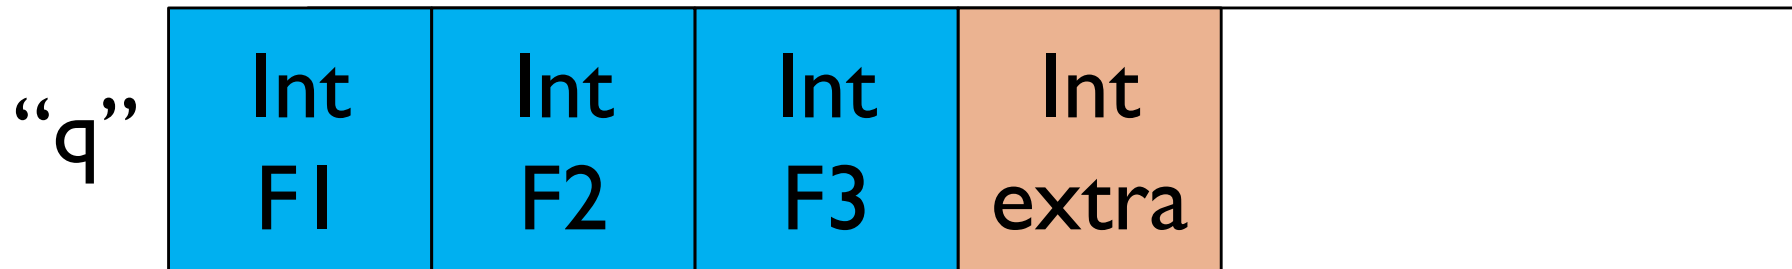 “q”
Int
F1
Int
F2
Int
F3
Int
extra